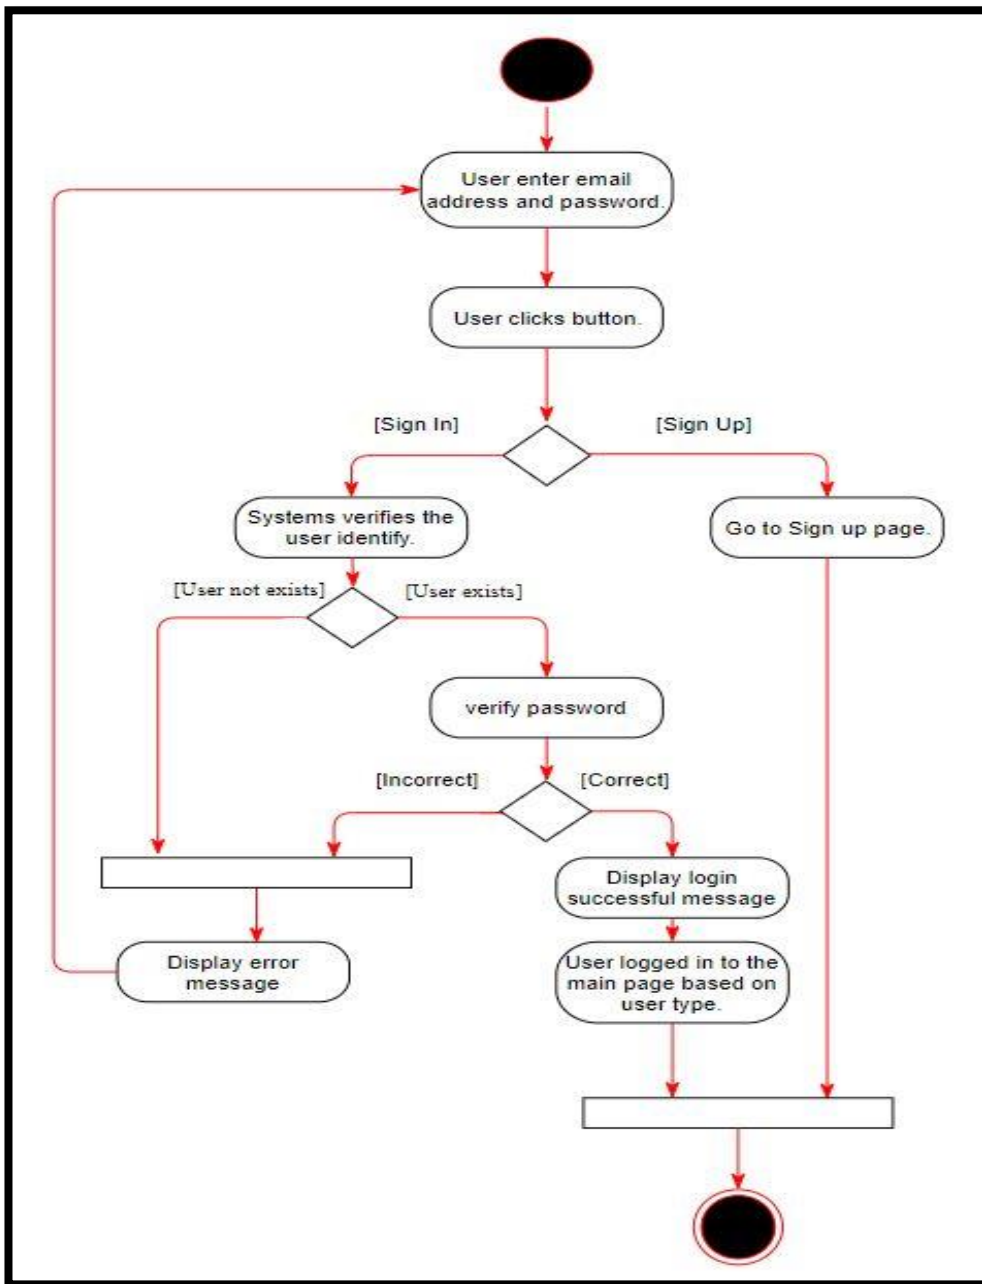 User enter email
address and password.
User clicks button.
[Sign In]
[Sign Up]
Systems verifies the
user identify.
Go to Sign up page.
[User not exists]
[User exists]
verify password
[Incorrect]
[Correct]
Display login
successful message
Display error
message
User logged in to the
main page based on
user type.